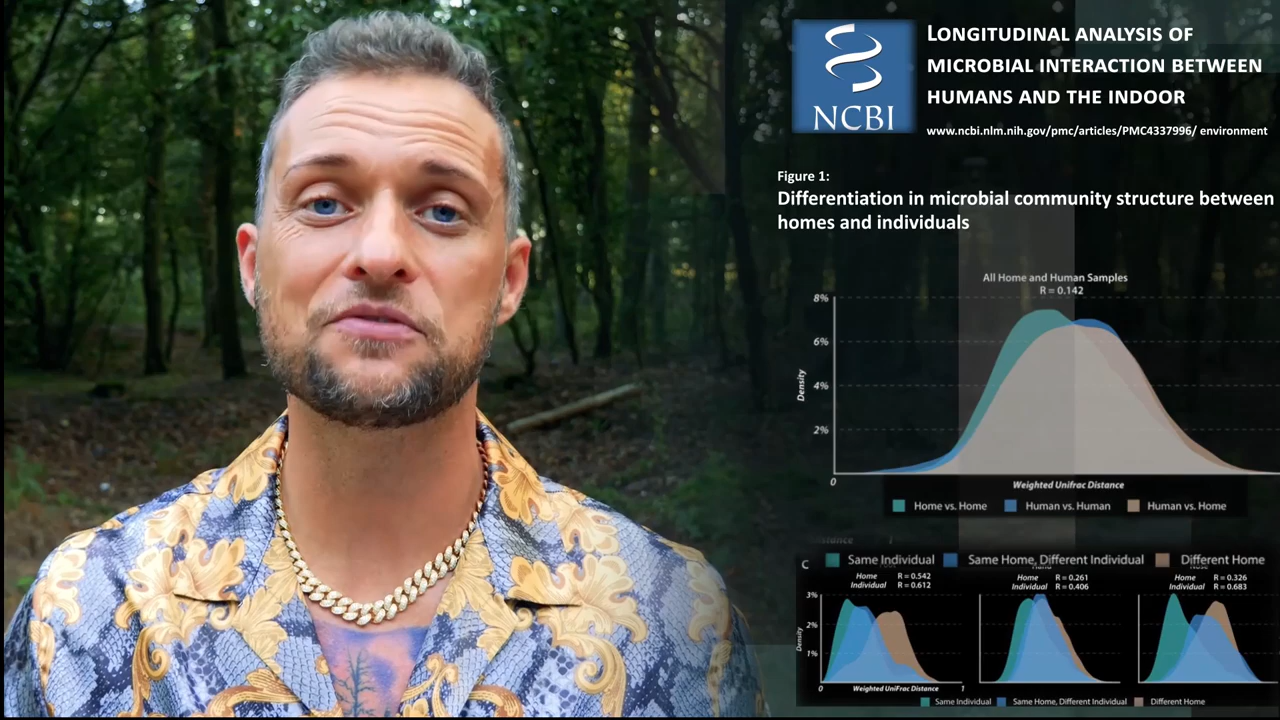 NCBI
LONGITUDINAL ANALYSIS OF
MICROBIAL INTERACTION BETWEEN
HUMANS AND THE INDOOR
www.ncbi.nlm.nih.gov/pmc/articles/PMC4337996/ environment
Figure 1:
Differentiation in microbial community structure between
homes and individuals
All Home and Human Samples
R = 0.142
8%
6%
4%
2%
Density
0
Weighted Unifrac Distance
Home vs. Home Human vs. Human Human vs. Home
C Same Individual Same Home, Different Individual Different Home
Home R = 0.542 Home R = 0.261 Home R = 0.326
Individual R = 0.612 Individual R = 0.406 Individual R = 0.683
3%
2%
1%
Density
0 Weighted UniFrac Distance 1
Same Individual Same Home, Different Individual Different Home